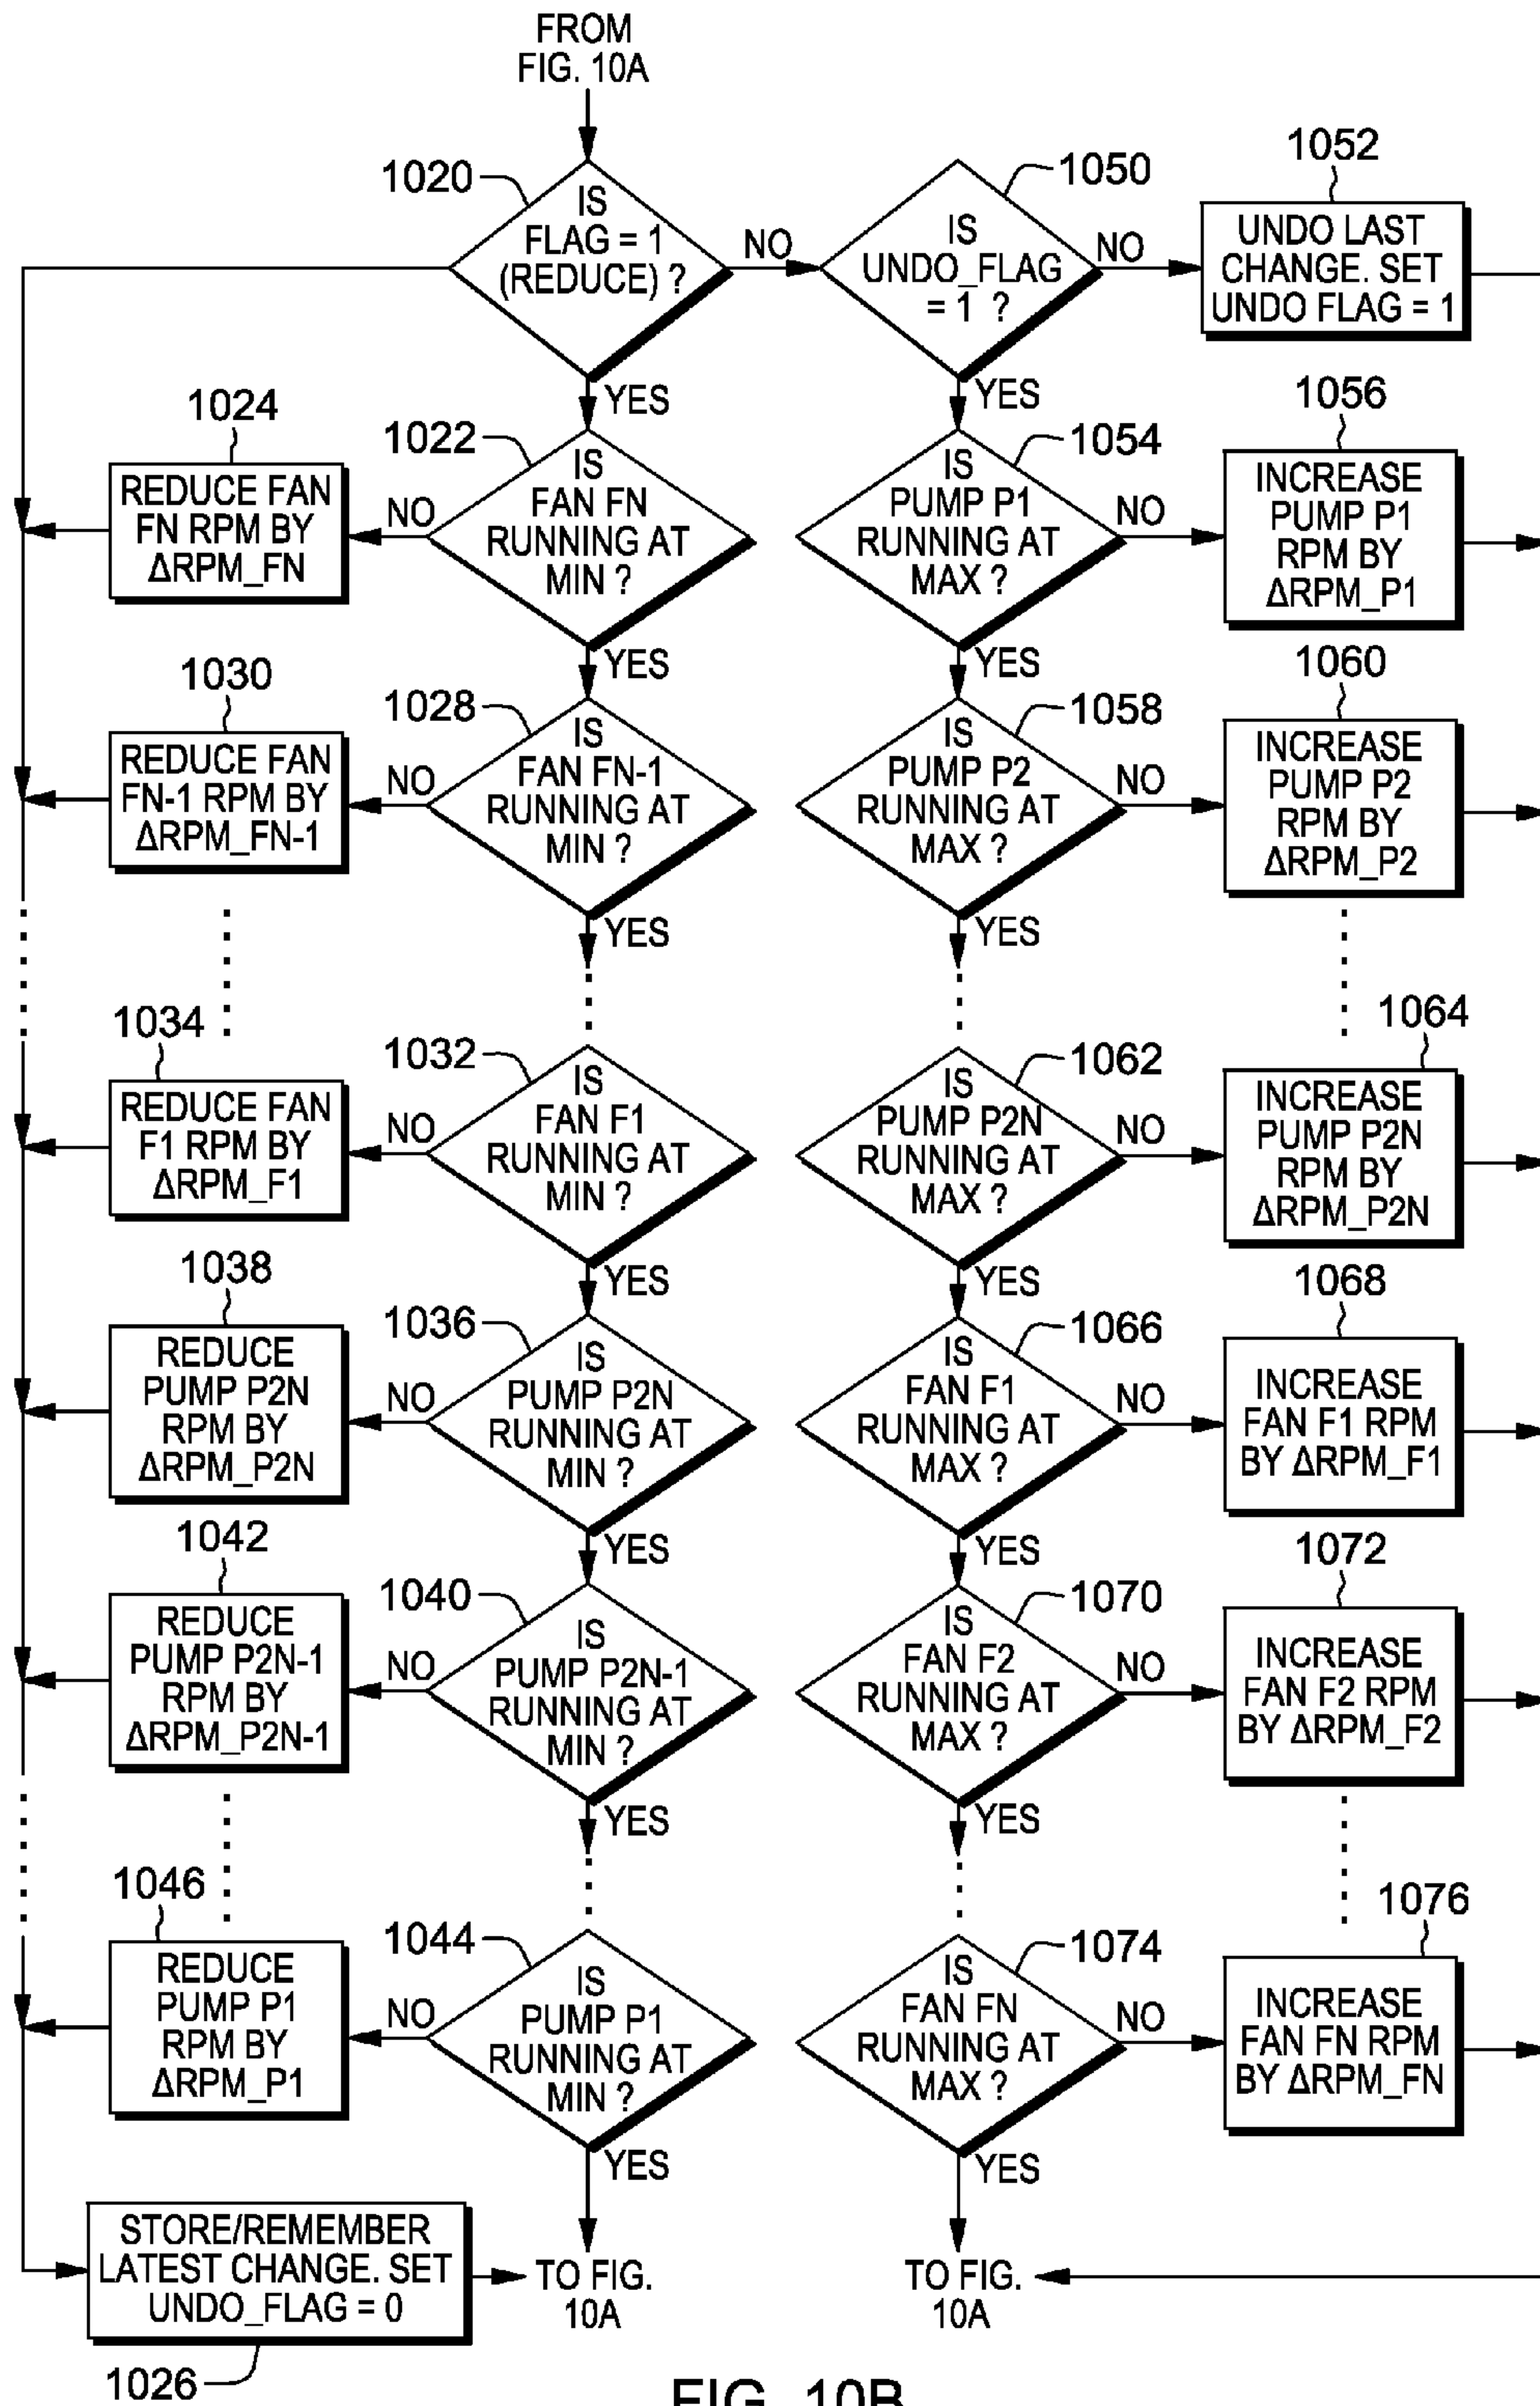 FROM
FIG. 10A
1020
IS
FLAG = 1
(REDUCE) ?
NO
YES
1050
IS
UNDO_FLAG
= 1 ?
NO
YES
1052
UNDO LAST
CHANGE. SET
UNDO FLAG = 1
1024
REDUCE FAN
FN RPM BY
ΔRPM_FN
NO
1022
IS
FAN FN
RUNNING AT
MIN ?
YES
1054
IS
PUMP P1
RUNNING AT
MAX ?
NO
YES
1056
INCREASE
PUMP P1
RPM BY
ΔRPM_P1
1030
REDUCE FAN
FN-1 RPM BY
ΔRPM_FN-1
NO
1028
IS
FAN FN-1
RUNNING AT
MIN ?
YES
1058
IS
PUMP P2
RUNNING AT
MAX ?
NO
YES
1060
INCREASE
PUMP P2
RPM BY
ΔRPM_P2
1034
REDUCE FAN
F1 RPM BY
ΔRPM_F1
NO
1032
IS
FAN F1
RUNNING AT
MIN ?
YES
1062
IS
PUMP P2N
RUNNING AT
MAX ?
NO
YES
1064
INCREASE
PUMP P2N
RPM BY
ΔRPM_P2N
1038
REDUCE
PUMP P2N
RPM BY
ΔRPM_P2N
NO
1036
IS
PUMP P2N
RUNNING AT
MIN ?
YES
1066
IS
FAN F1
RUNNING AT
MAX ?
NO
YES
1068
INCREASE
FAN F1 RPM
BY ΔRPM_F1
1042
REDUCE
PUMP P2N-1
RPM BY
ΔRPM_P2N-1
NO
1040
IS
PUMP P2N-1
RUNNING AT
MIN ?
YES
1070
IS
FAN F2
RUNNING AT
MAX ?
NO
YES
1072
INCREASE
FAN F2 RPM
BY ΔRPM_F2
1046
REDUCE
PUMP P1
RPM BY
ΔRPM_P1
NO
1044
IS
PUMP P1
RUNNING AT
MIN ?
YES
1074
IS
FAN FN
RUNNING AT
MAX ?
NO
YES
1076
INCREASE
FAN FN RPM
BY ΔRPM_FN
STORE/REMEMBER
LATEST CHANGE. SET
UNDO_FLAG = 0
1026
TO FIG.
10A
TO FIG.
10A
FIG. 10B